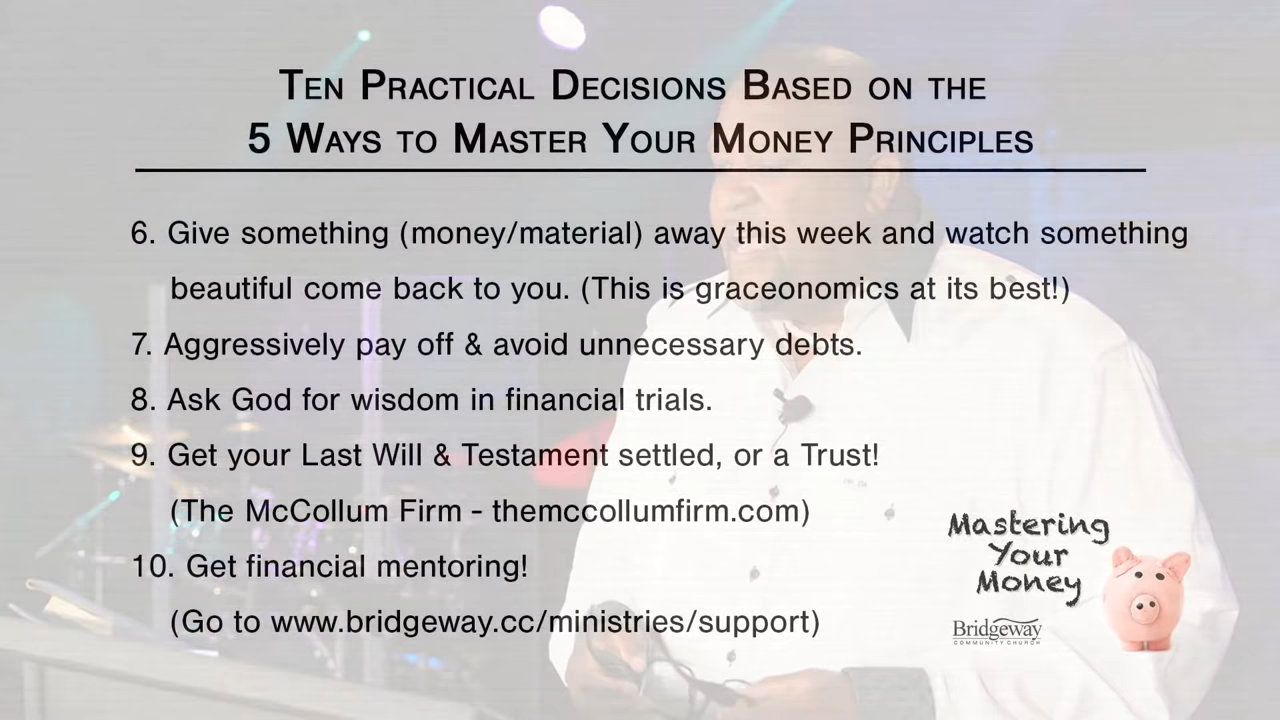 Ten Practical Decisions Based on the
5 Ways to Master Your Money Principles
6. Give something (money/material) away this week and watch something
beautiful come back to you. (This is graceonomics at its best!)
7. Aggressively pay off & avoid unnecessary debts.
8. Ask God for wisdom in financial trials.
9. Get your Last Will & Testament settled, or a Trust!
(The McCollum Firm - themccollumfirm.com)
10. Get financial mentoring!
(Go to www.bridgeway.cc/ministries/support)
Mastering
Your
Money
Bridgeway
COMMUNITY CHURCH